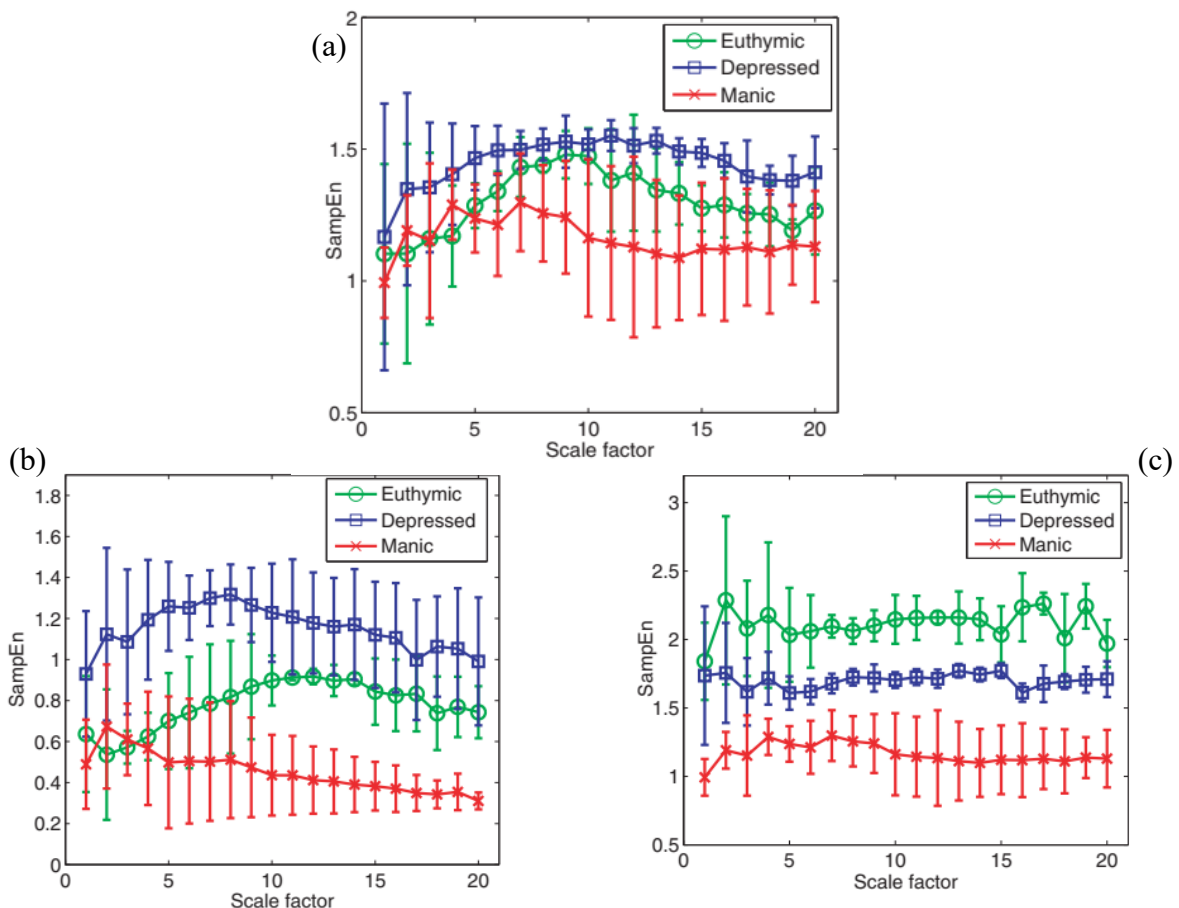 (a)
2
1.5
1
0.5
SampEn
0 5 10 15 20
Scale factor
Euthymic
Depressed
Manic
(b)
1.8
1.6
1.4
1.2
1
0.8
0.6
0.4
0.2
0
SampEn
0 5 10 15 20
Scale factor
Euthymic
Depressed
Manic
(c)
3
2.5
2
1.5
1
0.5
SampEn
0 5 10 15 20
Scale factor
Euthymic
Depressed
Manic